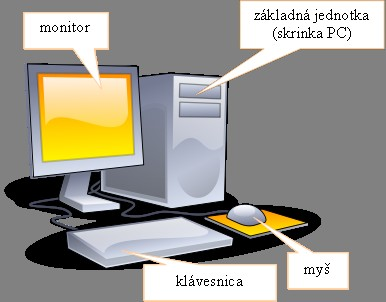 monitor
základná jednotka
(skrinka PC)
klávesnica
myš